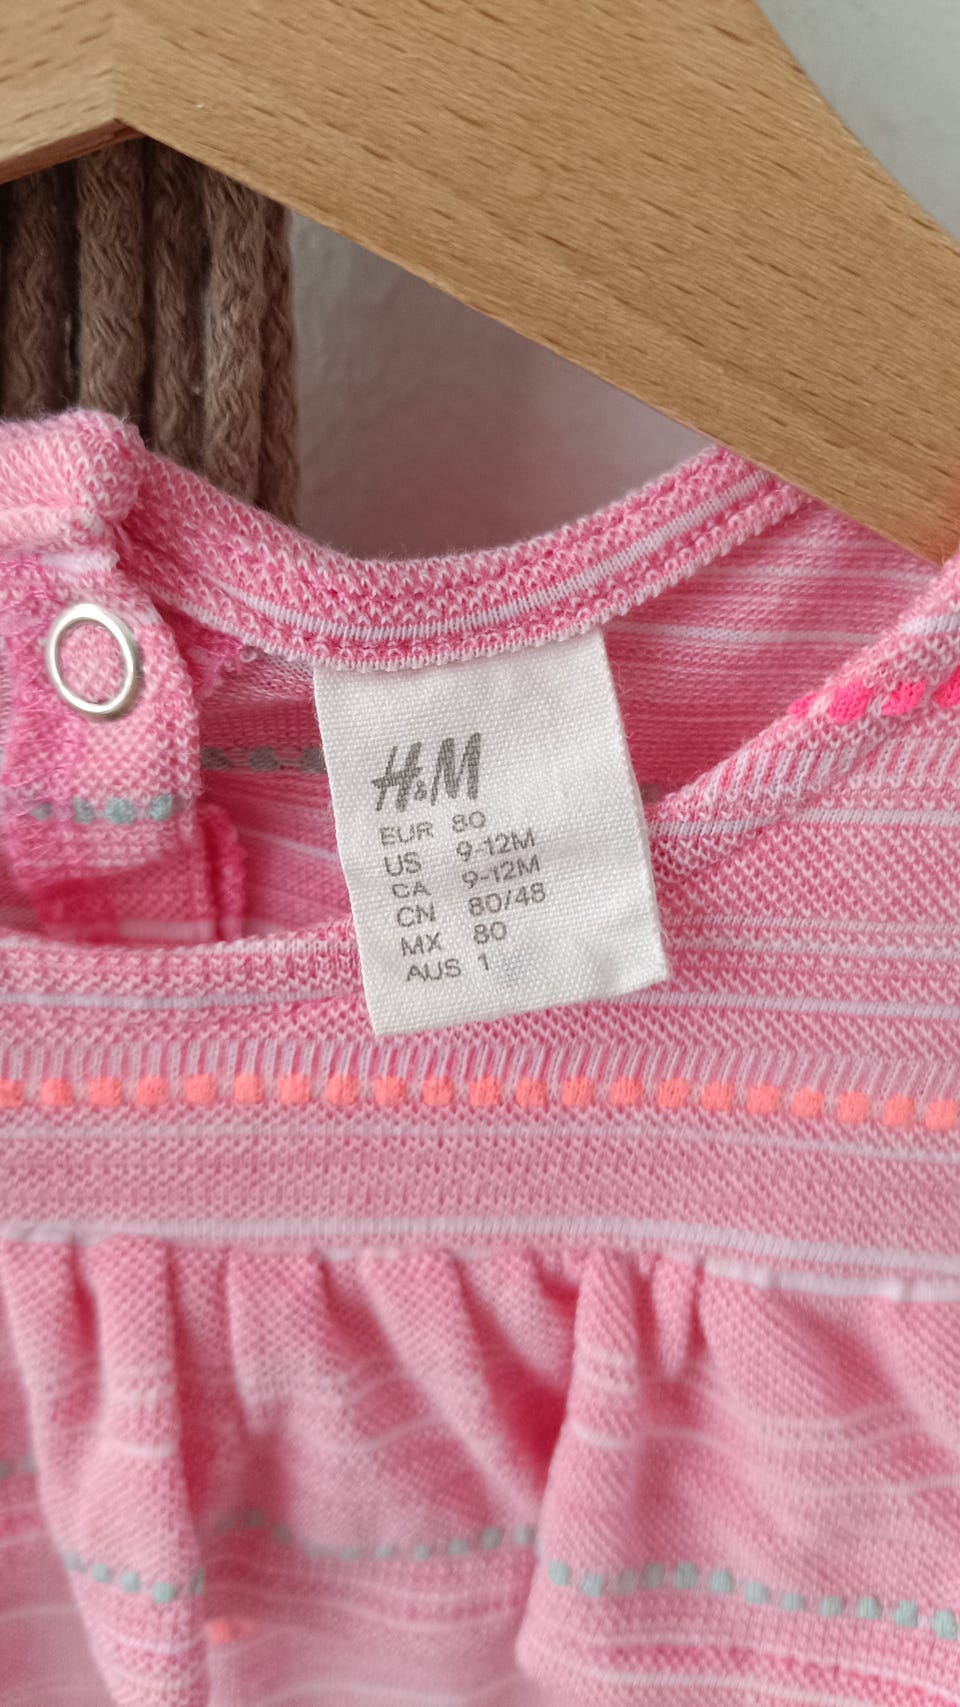 H&M
EUR 80
US 9-12M
CA 9-12M
CN 80/48
MX 80
AUS 1